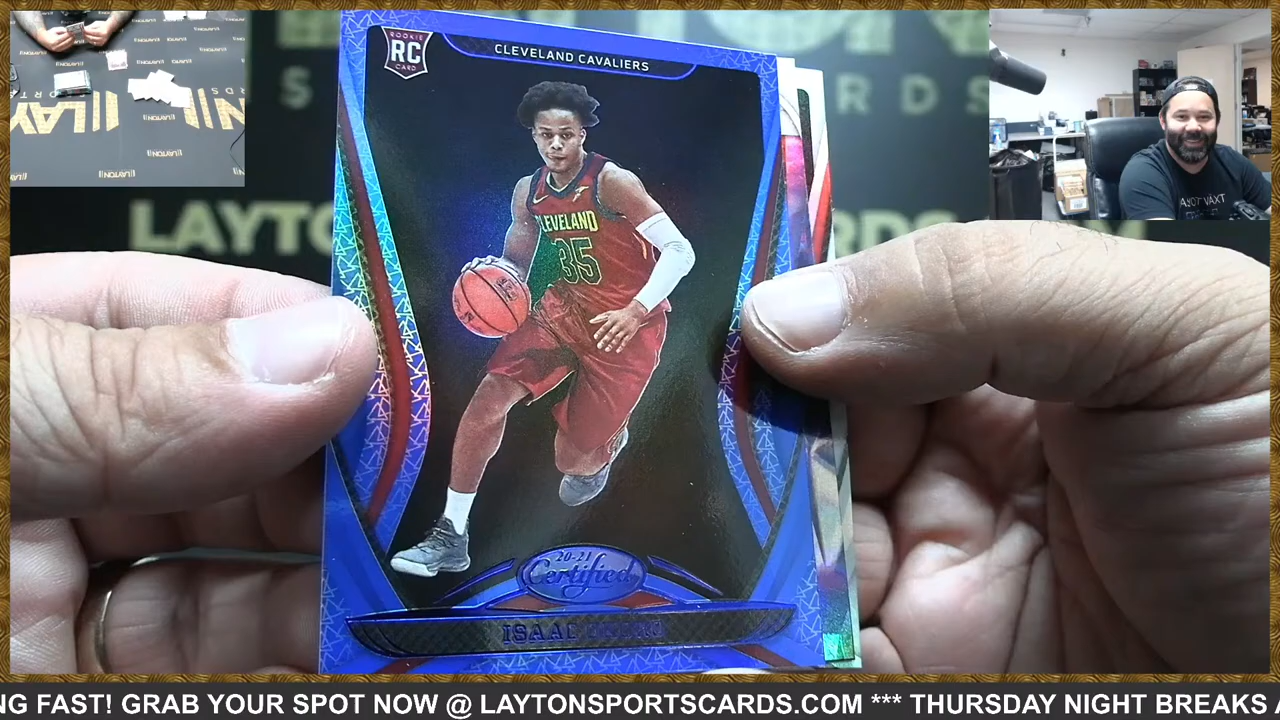 ROOKIE
RC
CARD
CLEVELAND CAVALIERS
CLEVELAND
35
20-21
Certified
ISAAC OKORO
LAYTON
NG FAST! GRAB YOUR SPOT NOW @ LAYTONSPORTSCARDS.COM *** THURSDAY NIGHT BREAKS A